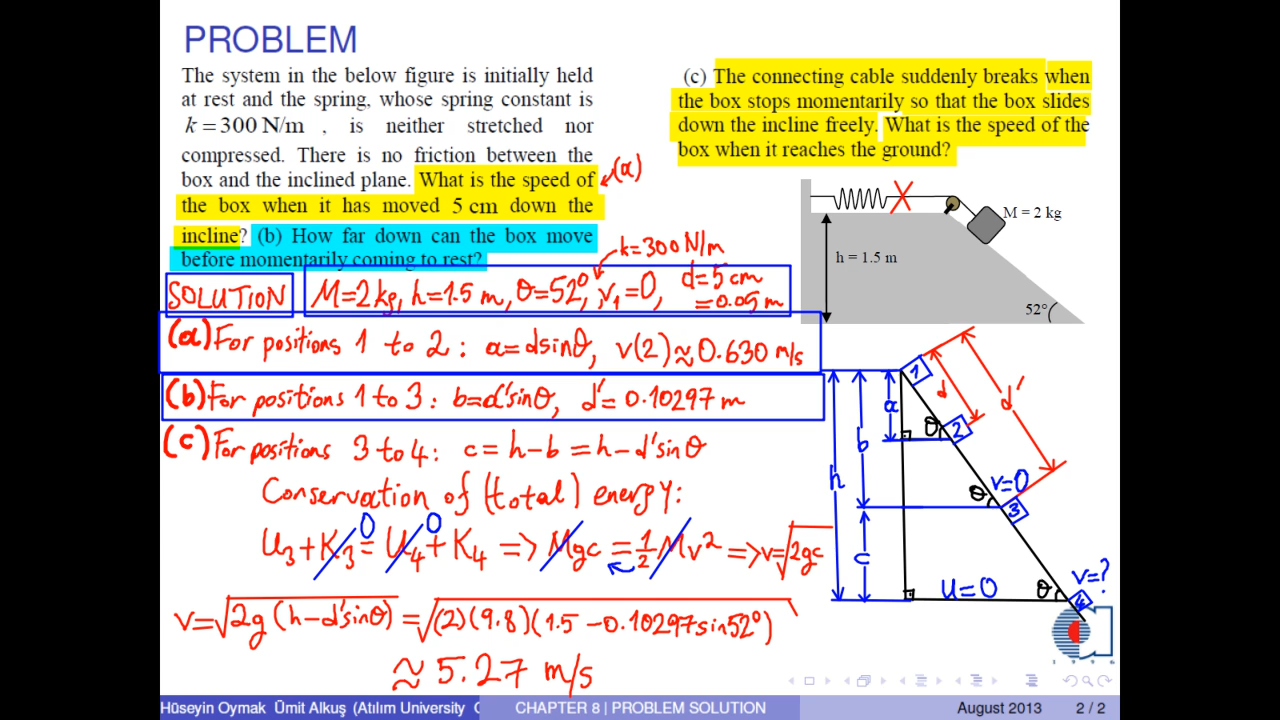 PROBLEM
The system in the below figure is initially held
at rest and the spring, whose spring constant is
k = 300 N/m , is neither stretched nor
compressed. There is no friction between the
box and the inclined plane. What is the speed of
the box when it has moved 5 cm down the
incline? (b) How far down can the box move
before momentarily coming to rest?
(a)
(c) The connecting cable suddenly breaks when
the box stops momentarily so that the box slides
down the incline freely. What is the speed of the
box when it reaches the ground?
M = 2 kg
h = 1.5 m
52°
k=300 N/m
SOLUTION
M=2 kg, h=1.5 m, θ=52°, v₁=0, d=5 cm
=0.05 m
(a) For positions 1 to 2 : a=dsinθ, v(2)≈0.630 m/s
(b) For positions 1 to 3 : b=d'sinθ, d'= 0.10297 m
(c) For positions 3 to 4: c=h-b=h-d'sinθ
Conservation of (total) energy:
U₃+K₃=U₄+K₄ => Mgc=½Mv² => v=√2gc
0 0
v=√2g(h-d'sinθ) =√(2)(9.8)(1.5-0.10297sin52°)
≈ 5.27 m/s
1
d
d'
a
θ
2
b
h
θ
v=0
3
c
v=?
U=0
θ
4
1 9 9 6
Hüseyin Oymak Ümit Alkuş (Atılım University
CHAPTER 8 | PROBLEM SOLUTION
August 2013
2 / 2